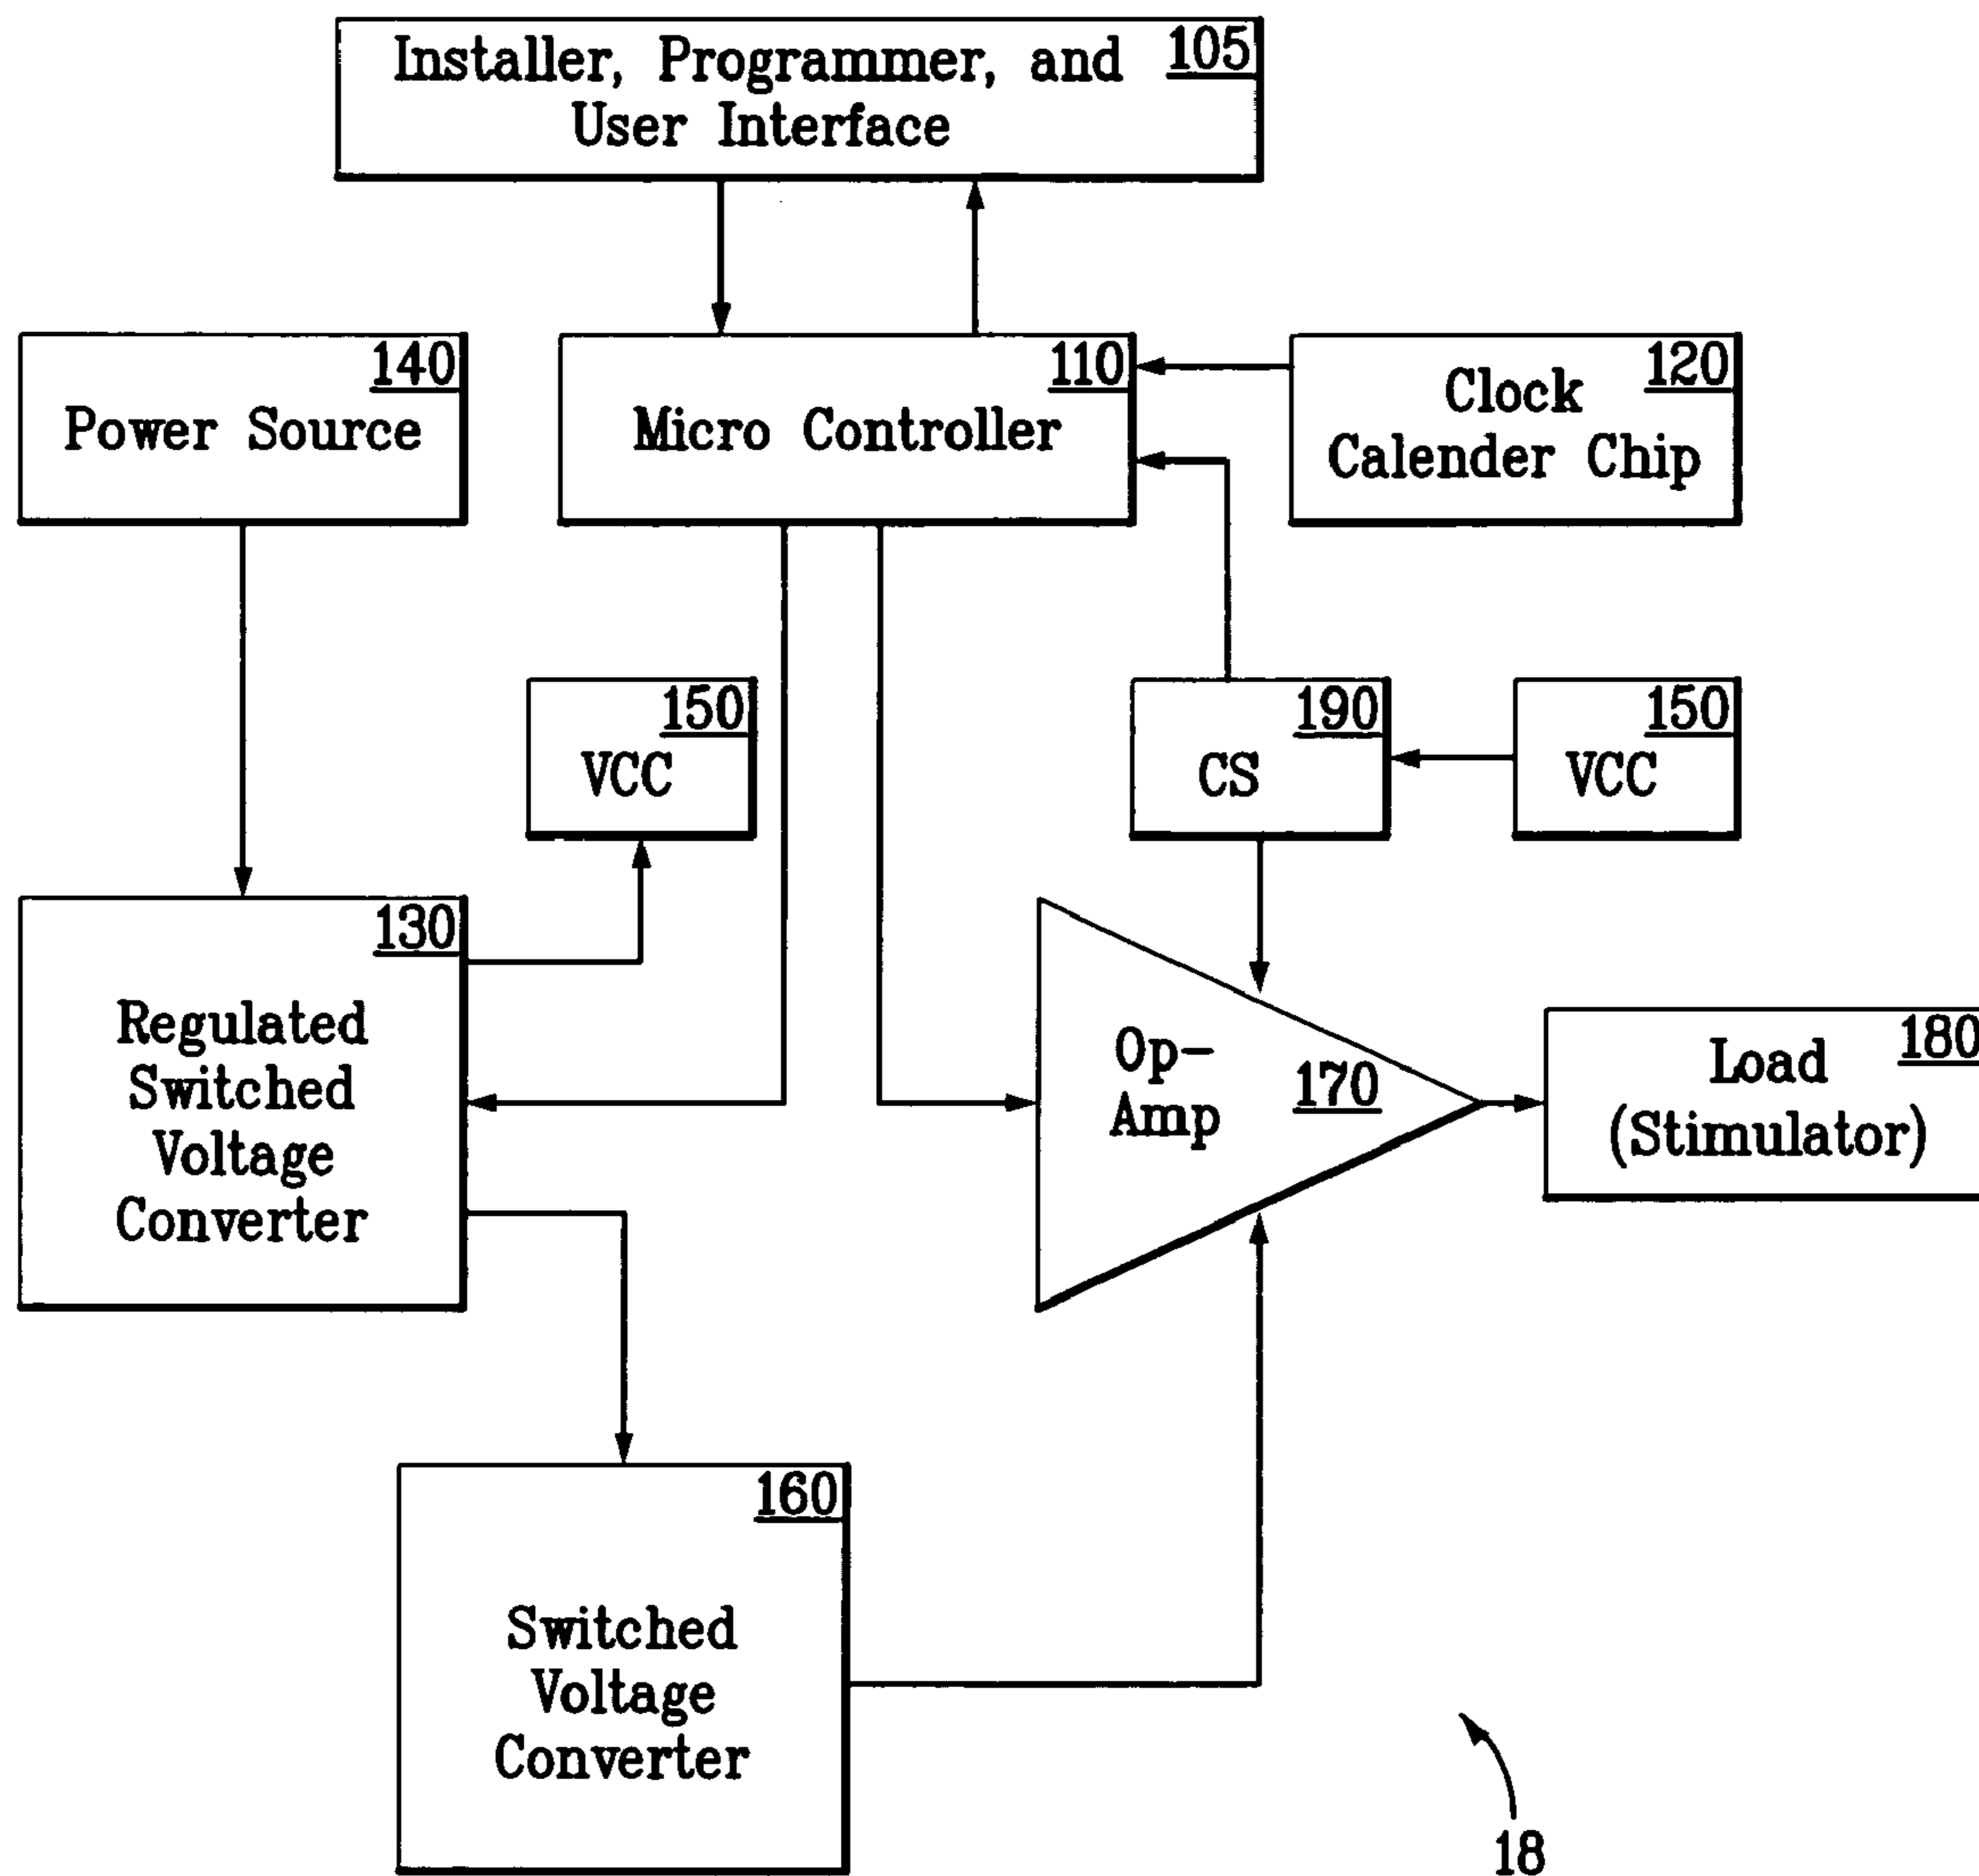 Installer, Programmer, and 105
User Interface
140
Power Source
110
Micro Controller
120
Clock
Calender Chip
150
VCC
190
CS
150
VCC
130
Regulated
Switched
Voltage
Converter
Op-
Amp
170
180
Load
(Stimulator)
160
Switched
Voltage
Converter
18